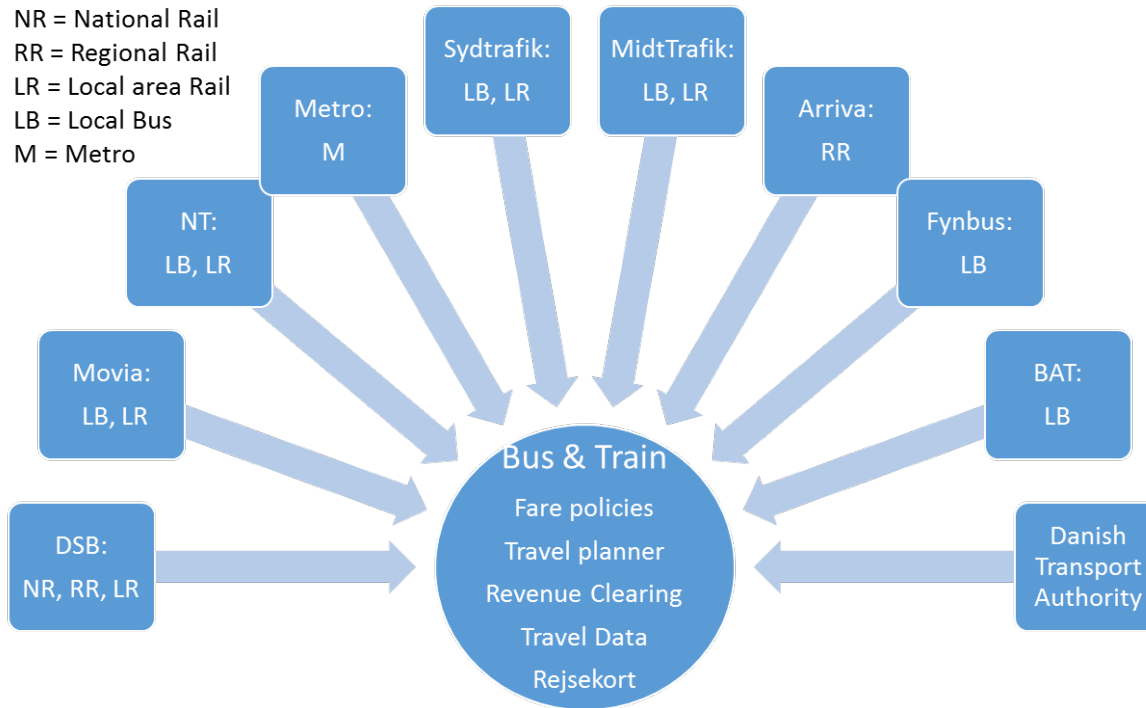 NR = National Rail
RR = Regional Rail
LR = Local area Rail
LB = Local Bus
M = Metro
DSB:
NR, RR, LR
Movia:
LB, LR
NT:
LB, LR
Metro:
M
Sydtrafik:
LB, LR
MidtTrafik:
LB, LR
Arriva:
RR
Fynbus:
LB
BAT:
LB
Danish
Transport
Authority
Bus & Train
Fare policies
Travel planner
Revenue Clearing
Travel Data
Rejsekort